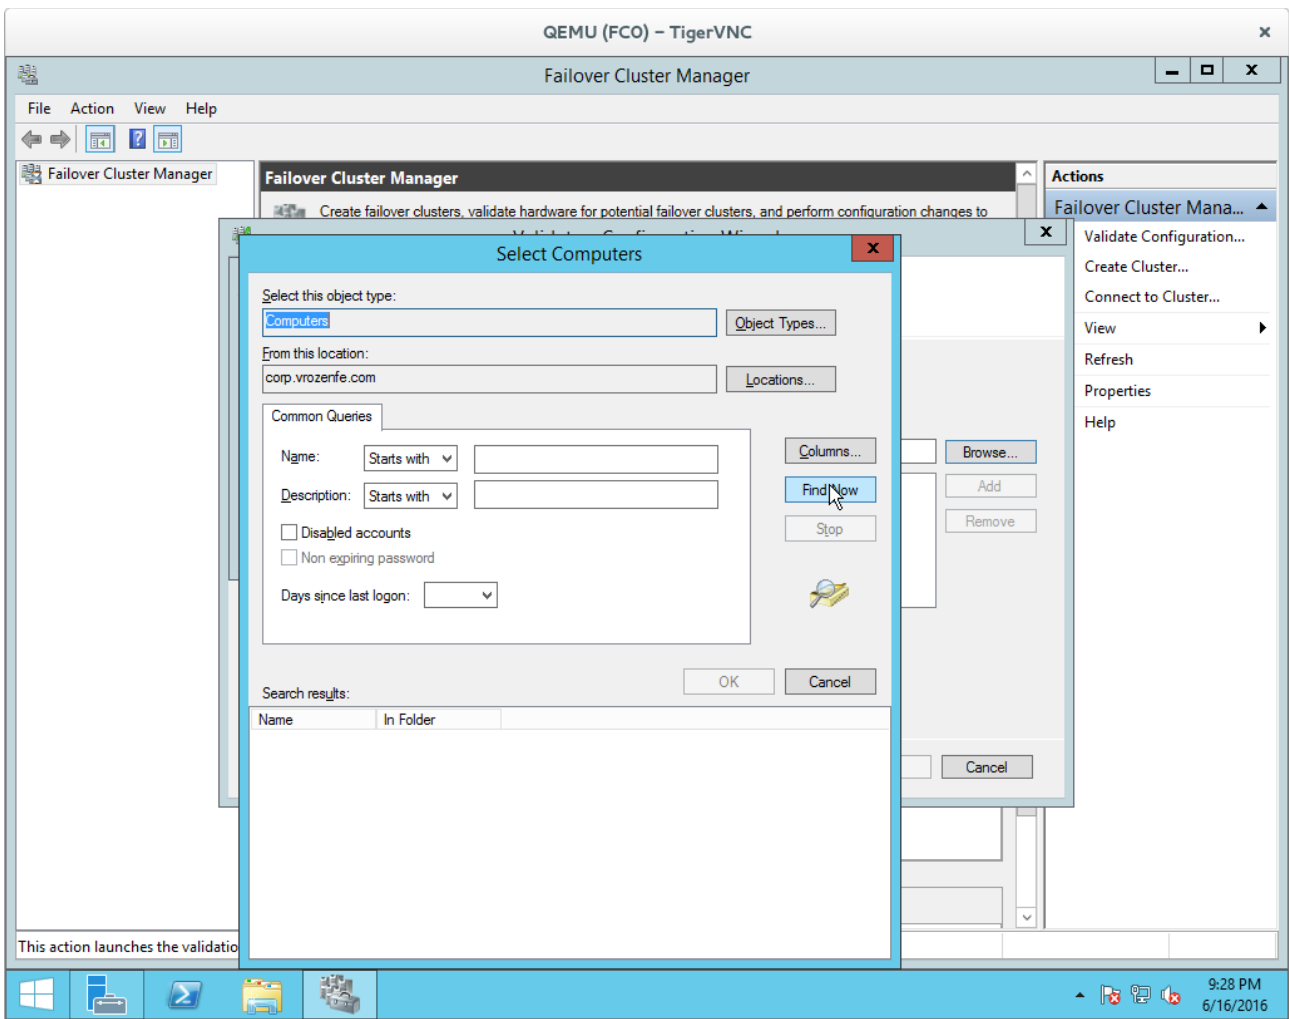 QEMU (FC0) – TigerVNC
Failover Cluster Manager
File Action View Help
Failover Cluster Manager
Failover Cluster Manager
Create failover clusters, validate hardware for potential failover clusters, and perform configuration changes to
Actions
Failover Cluster Mana...
Validate Configuration...
Create Cluster...
Connect to Cluster...
View
Refresh
Properties
Help
Select Computers
Select this object type:
Computers
Object Types...
From this location:
corp.vrozenfe.com
Locations...
Common Queries
Name: Starts with
Description: Starts with
Disabled accounts
Non expiring password
Days since last logon:
Columns...
Find Now
Stop
OK Cancel
Search results:
Name In Folder
Browse...
Add
Remove
Cancel
This action launches the validatio
9:28 PM
6/16/2016